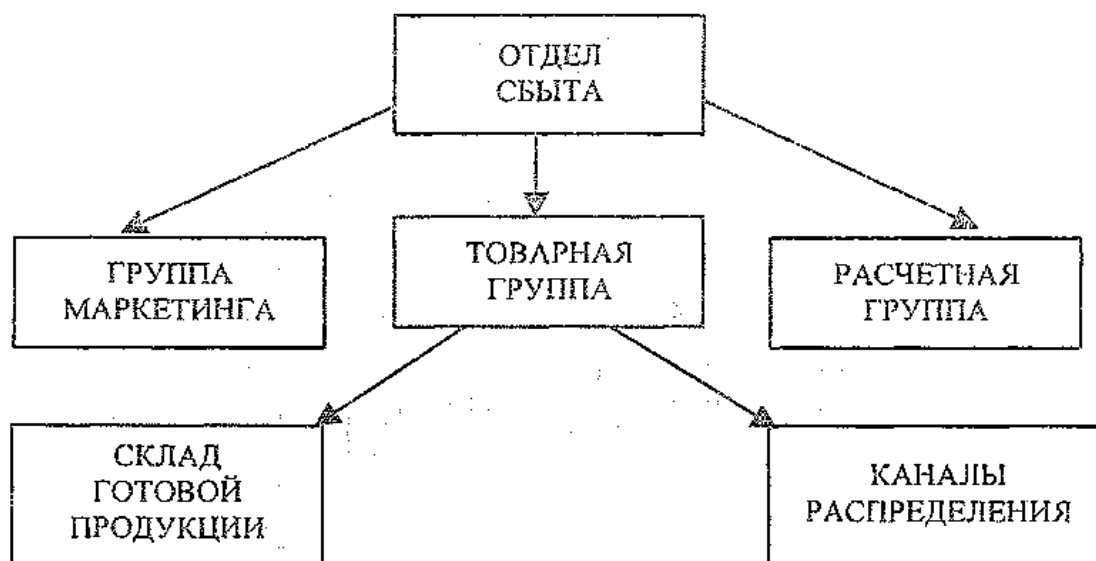 ОТДЕЛ
СБЫТА
ГРУППА
МАРКЕТИНГА
ТОВАРНАЯ
ГРУППА
РАСЧЕТНАЯ
ГРУППА
СКЛАД
ГОТОВОЙ
ПРОДУКЦИИ
КАНАЛЫ
РАСПРЕДЕЛЕНИЯ